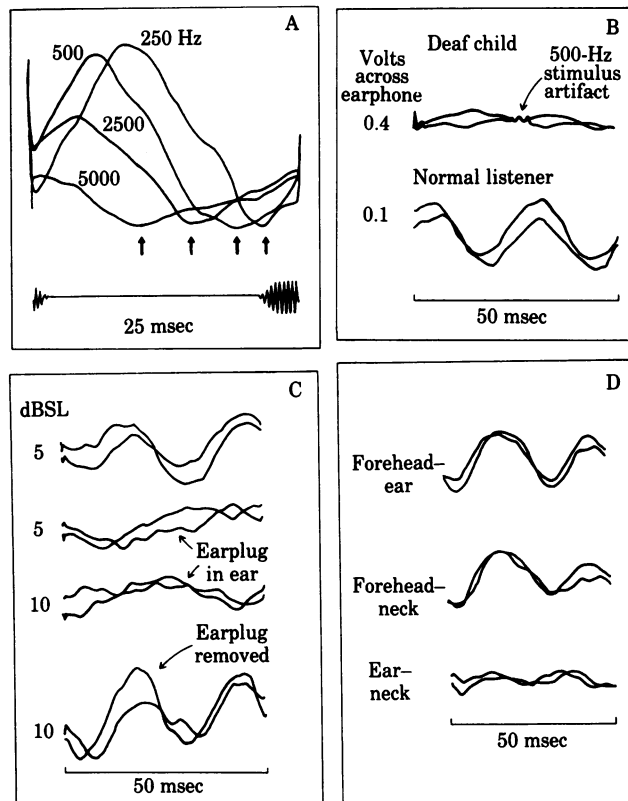 A
250 Hz
500
2500
5000
25 msec
B
Deaf child
Volts
across
earphone
500-Hz
stimulus
artifact
0.4
Normal listener
0.1
50 msec
C
dBSL
5
5
Earplug
in ear
10
Earplug
removed
10
50 msec
D
Forehead–
ear
Forehead–
neck
Ear–
neck
50 msec